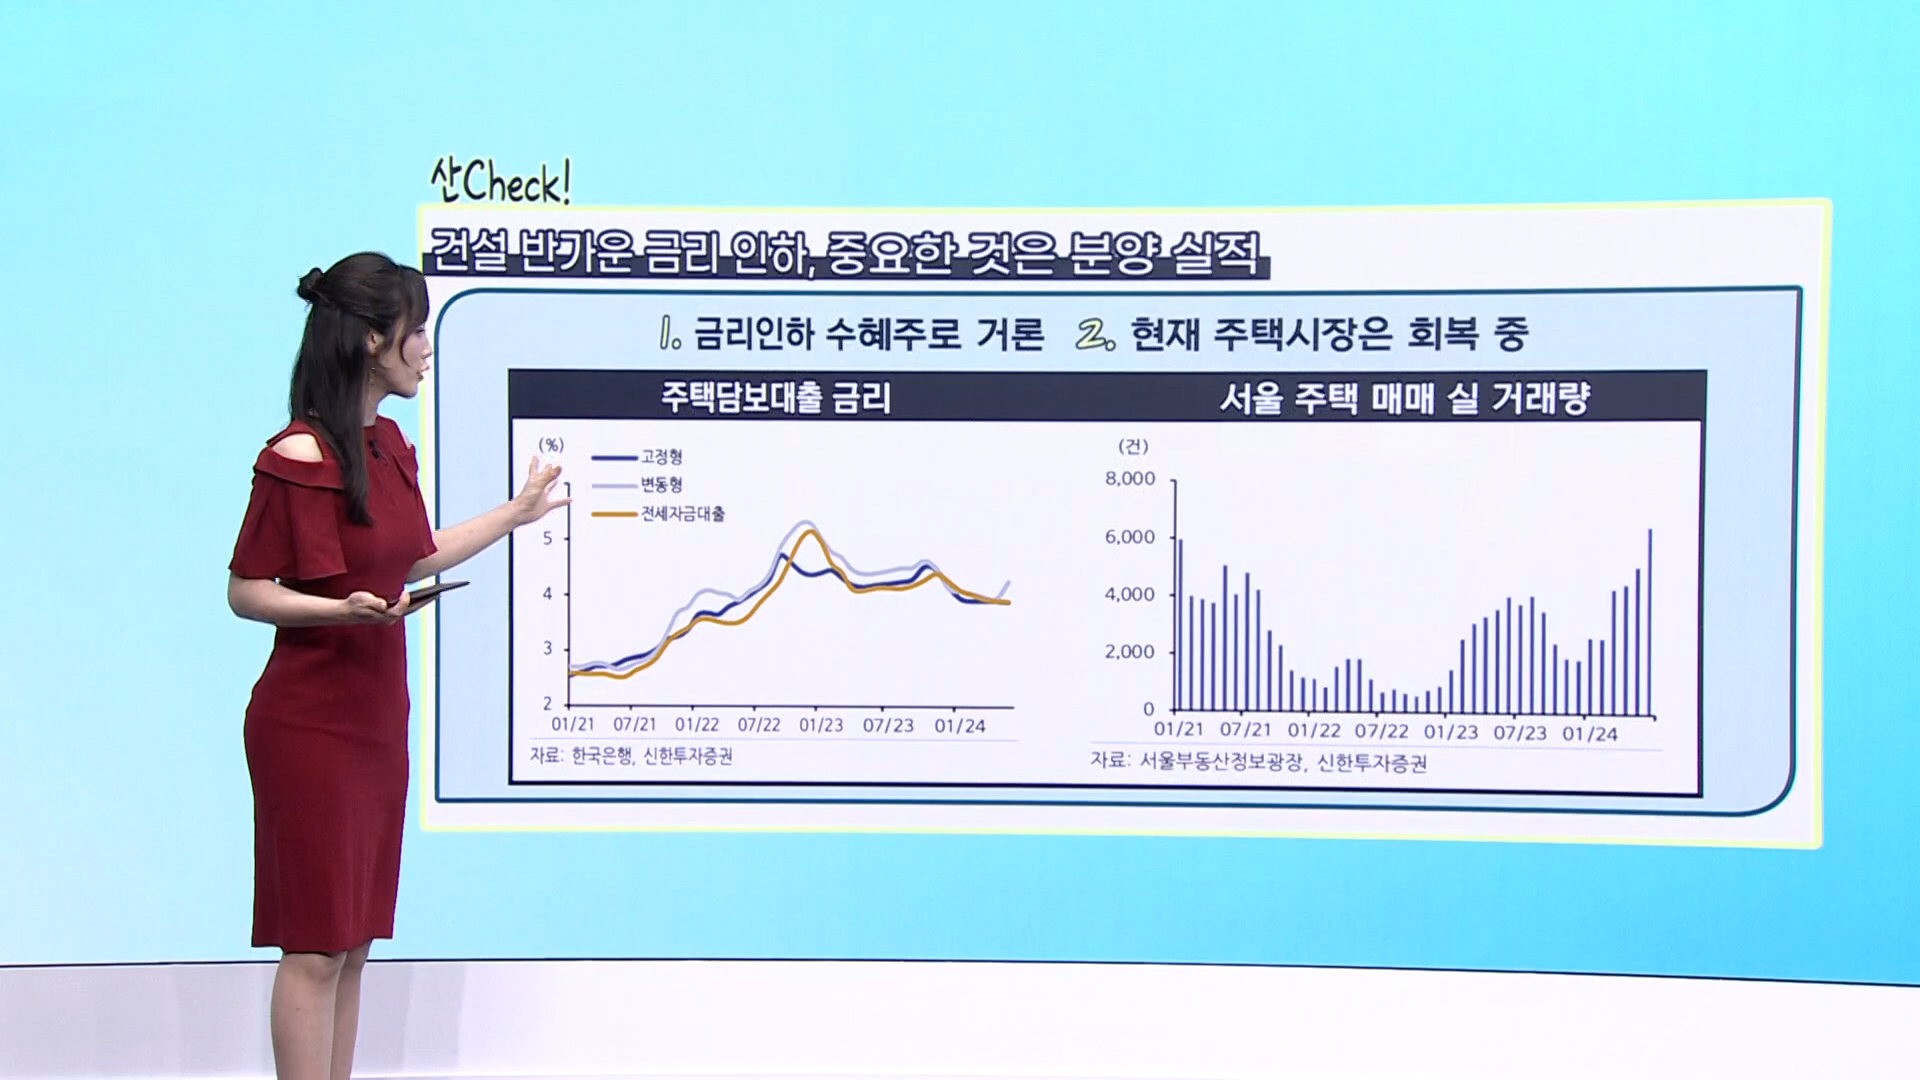 산Check!
건설 반가운 금리 인하, 중요한 것은 분양 실적
1. 금리인하 수혜주로 거론 2. 현재 주택시장은 회복 중
주택담보대출 금리
(%)
고정형
변동형
전세자금대출
5
4
3
2
01/21 07/21 01/22 07/22 01/23 07/23 01/24
자료: 한국은행, 신한투자증권
서울 주택 매매 실 거래량
(건)
8,000
6,000
4,000
2,000
0
01/21 07/21 01/22 07/22 01/23 07/23 01/24
자료: 서울부동산정보광장, 신한투자증권